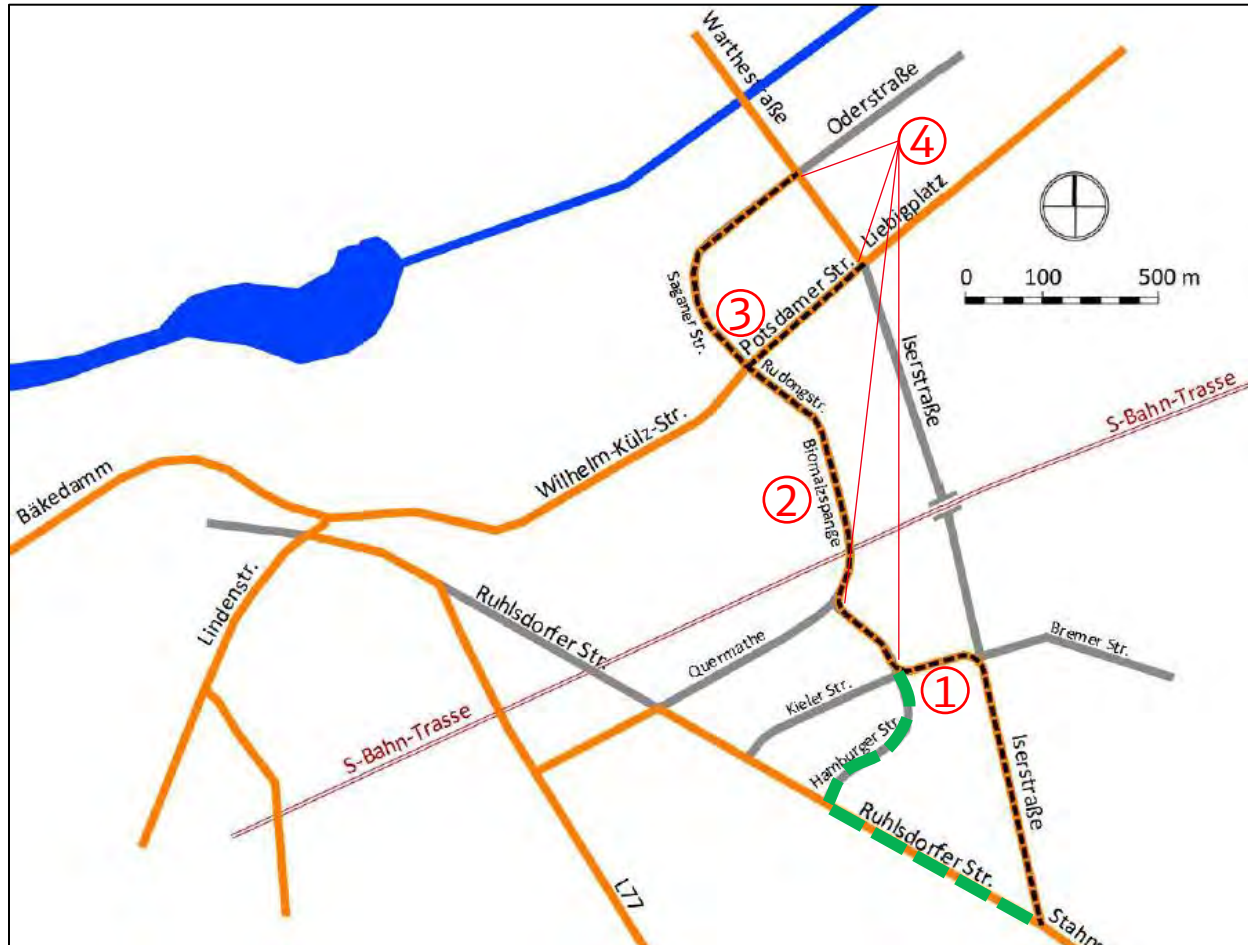 Warthestraße
Oderstraße
④
Liebigplatz
0 100 500 m
Saganer Str.
③
Potsdamer Str.
Iserstraße
Rudongstr.
S-Bahn-Trasse
Wilhelm-Külz-Str.
Biomalzspange
②
Bäkedamm
Lindenstr.
Ruhlsdorfer Str.
Quermathe
Bremer Str.
Kieler Str.
①
S-Bahn-Trasse
Hamburger Str.
Iserstraße
Ruhlsdorfer Str.
L77
Stahn